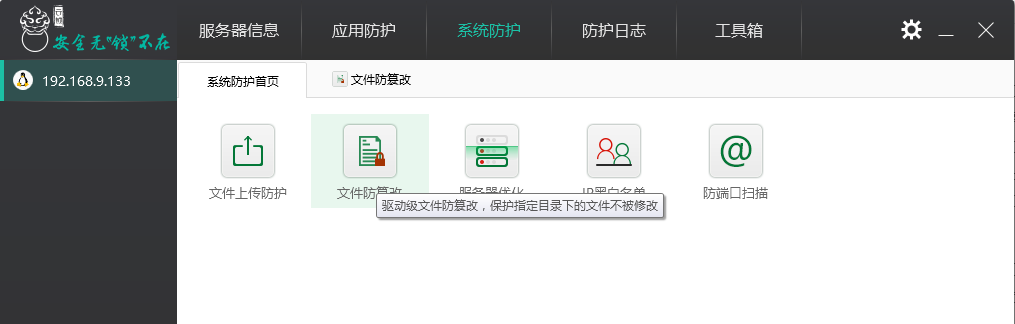 安全无"锁"不在
服务器信息
应用防护
系统防护
防护日志
工具箱
192.168.9.133
系统防护首页
文件防篡改
文件上传防护
文件防篡改
服务器优化
IP黑白名单
防端口扫描
驱动级文件防篡改，保护指定目录下的文件不被修改